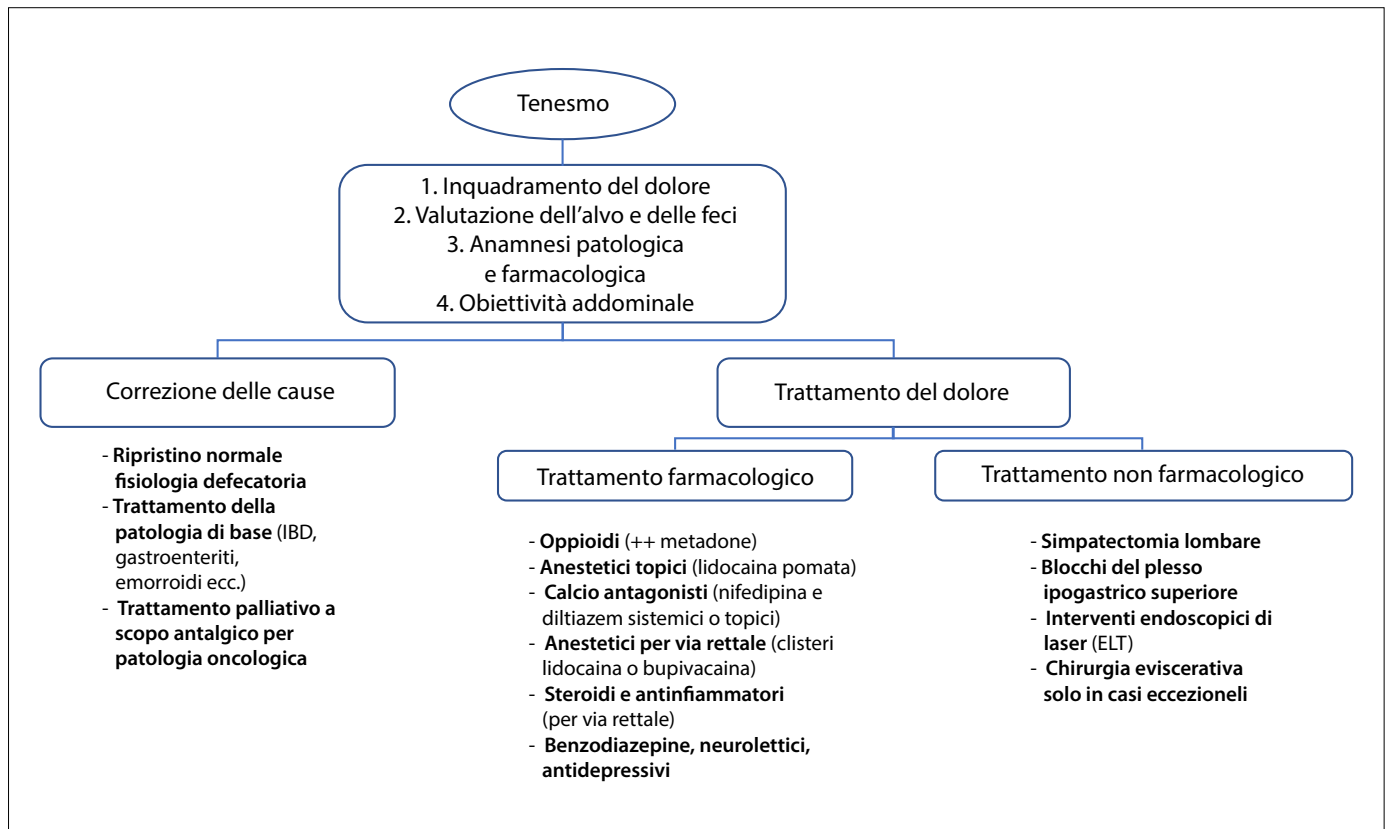 Tenesmo
1. Inquadramento del dolore
2. Valutazione dell'alvo e delle feci
3. Anamnesi patologica
e farmacologica
4. Obiettività addominale
Correzione delle cause
- Ripristino normale
fisiologia defecatoria
- Trattamento della
patologia di base (IBD,
gastroenteriti,
emorroidi ecc.)
- Trattamento palliativo a
scopo antalgico per
patologia oncologica
Trattamento del dolore
Trattamento farmacologico
- Oppioidi (++ metadone)
- Anestetici topici (lidocaina pomata)
- Calcio antagonisti (nifedipina e
diltiazem sistemici o topici)
- Anestetici per via rettale (clisteri
lidocaina o bupivacaina)
- Steroidi e antinfiammatori
(per via rettale)
- Benzodiazepine, neurolettici,
antidepressivi
Trattamento non farmacologico
- Simpatectomia lombare
- Blocchi del plesso
ipogastrico superiore
- Interventi endoscopici di
laser (ELT)
- Chirurgia eviscerativa
solo in casi eccezioneli